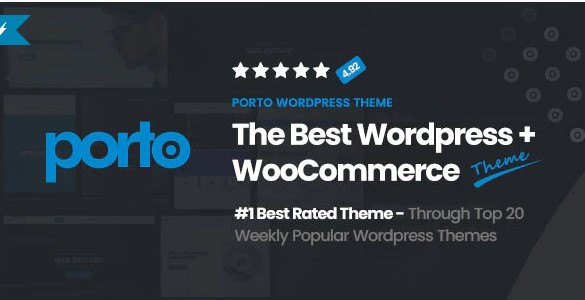 4.92
PORTO WORDPRESS THEME
porto
The Best Wordpress +
WooCommerce Theme
#1 Best Rated Theme - Through Top 20
Weekly Popular Wordpress Themes